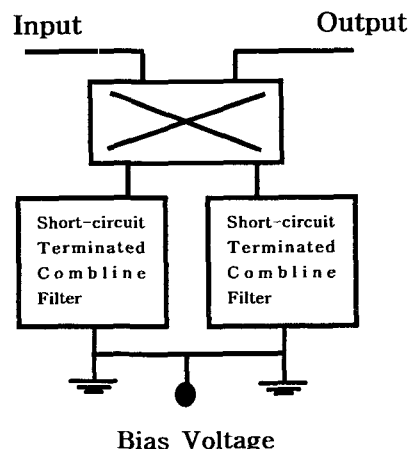 Input
Output
Short-circuit
Terminated
Combline
Filter
Short-circuit
Terminated
Combline
Filter
Bias Voltage